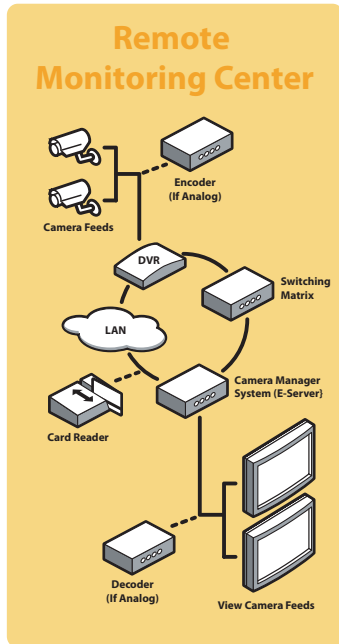 Remote
Monitoring Center
Encoder
(If Analog)
Camera Feeds
DVR
Switching
Matrix
LAN
Camera Manager
System (E-Server}
Card Reader
Decoder
(If Analog)
View Camera Feeds